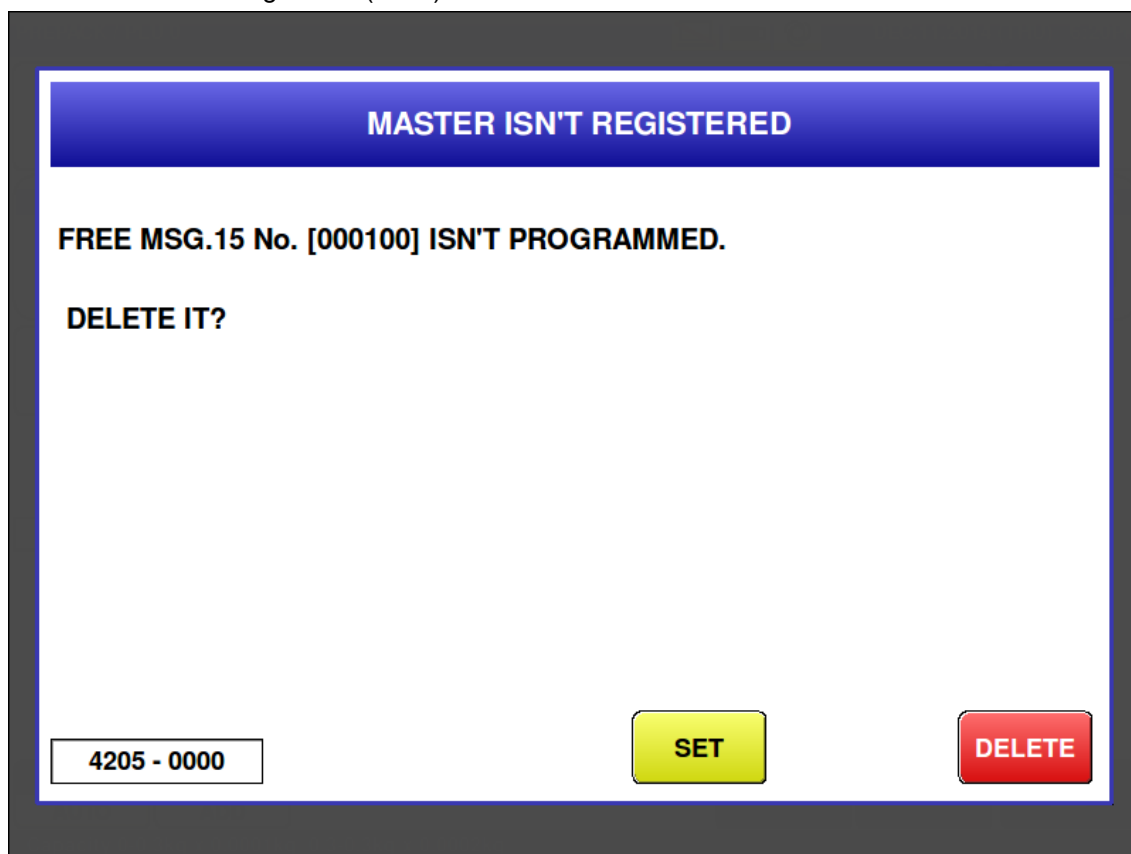 MASTER ISN'T REGISTERED
FREE MSG.15 No. [000100] ISN'T PROGRAMMED.
DELETE IT?
4205 - 0000
SET
DELETE